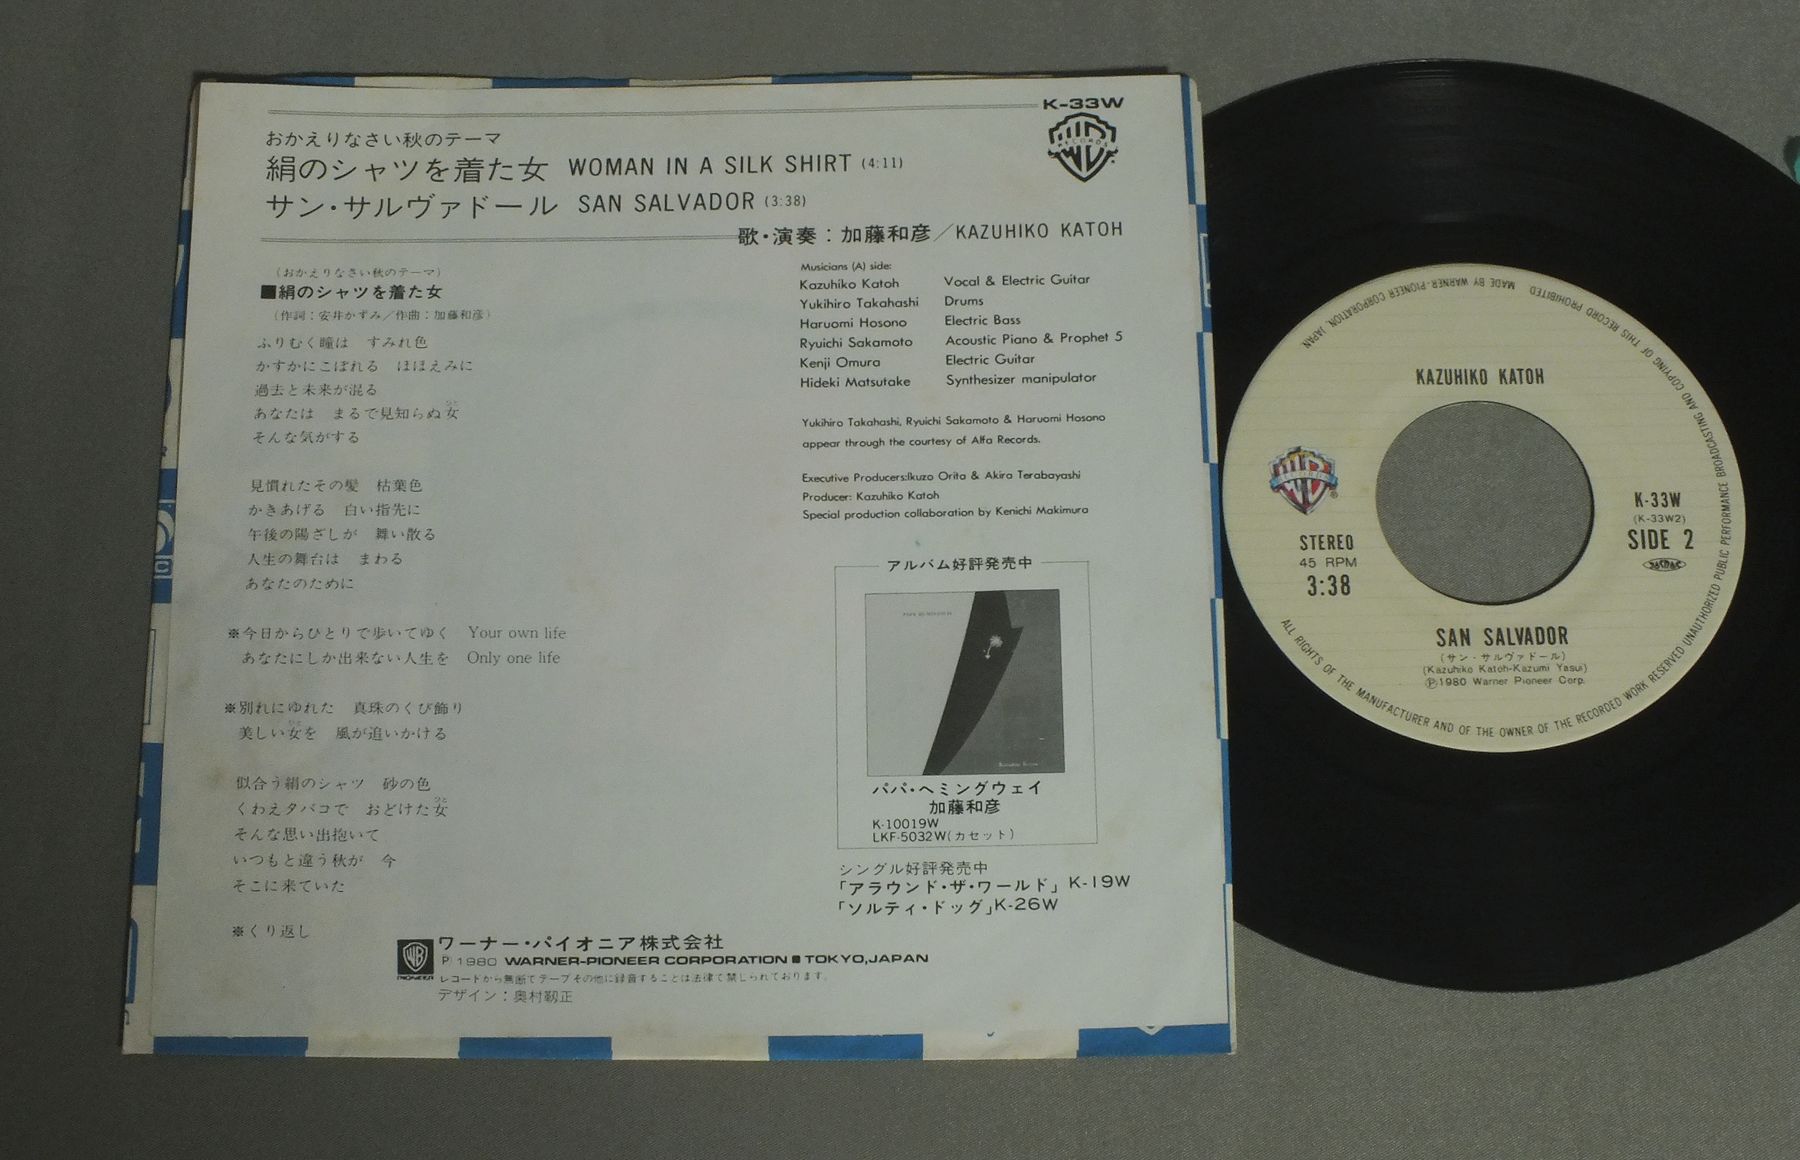 K-33W
おかえりなさい秋のテーマ
絹のシャツを着た女 WOMAN IN A SILK SHIRT (4:11)
サン・サルヴァドール SAN SALVADOR (3:38)
歌・演奏：加藤和彦／KAZUHIKO KATOH
(おかえりなさい秋のテーマ)
■絹のシャツを着た女
(作詞：安井かずみ／作曲：加藤和彦)
ふりむく瞳は　すみれ色
かすかにこぼれる　ほほえみに
過去と未来が混る
あなたは　まるで見知らぬ女
そんな気がする
見慣れたその髪　枯葉色
かきあげる　白い指先に
午後の陽ざしが　舞い散る
人生の舞台は　まわる
あなたのために
※今日からひとりで歩いてゆく　Your own life
あなたにしか出来ない人生を　Only one life
※別れにゆれた　真珠のくび飾り
美しい女を　風が追いかける
似合う絹のシャツ　砂の色
くわえタバコで　おどけた女
そんな思い出抱いて
いつもと違う秋が　今
そこに来ていた
※くり返し
Musicians (A) side:
Kazuhiko Katoh Vocal & Electric Guitar
Yukihiro Takahashi Drums
Haruomi Hosono Electric Bass
Ryuichi Sakamoto Acoustic Piano & Prophet 5
Kenji Omura Electric Guitar
Hideki Matsutake Synthesizer manipulator
Yukihiro Takahashi, Ryuichi Sakamoto & Haruomi Hosono
appear through the courtesy of Alfa Records.
Executive Producers:Ikuzo Orita & Akira Terabayashi
Producer: Kazuhiko Katoh
Special production collaboration by Kenichi Makimura
アルバム好評発売中
パパ・ヘミングウェイ
加藤和彦
K-10019W
LKF-5032W(カセット)
シングル好評発売中
「アラウンド・ザ・ワールド」 K-19W
「ソルティ・ドッグ」K-26W
ワーナー・パイオニア株式会社
Ⓟ1980 WARNER-PIONEER CORPORATION ■ TOKYO,JAPAN
PIONEER
レコードから無断でテープその他に録音することは法律で禁じられております。
デザイン：奥村靫正
KAZUHIKO KATOH
K-33W
(K-33W2)
SIDE 2
STEREO
45 RPM
3:38
SAN SALVADOR
(サン・サルヴァドール)
(Kazuhiko Katoh-Kazumi Yasui)
Ⓟ1980 Warner Pioneer Corp.
ALL RIGHTS OF THE MANUFACTURER AND OF THE OWNER OF THE RECORDED WORK RESERVED UNAUTHORIZED PUBLIC PERFORMANCE BROADCASTING AND COPYING OF THIS RECORD PROHIBITED MADE BY WARNER-PIONEER CORPORATION, JAPAN